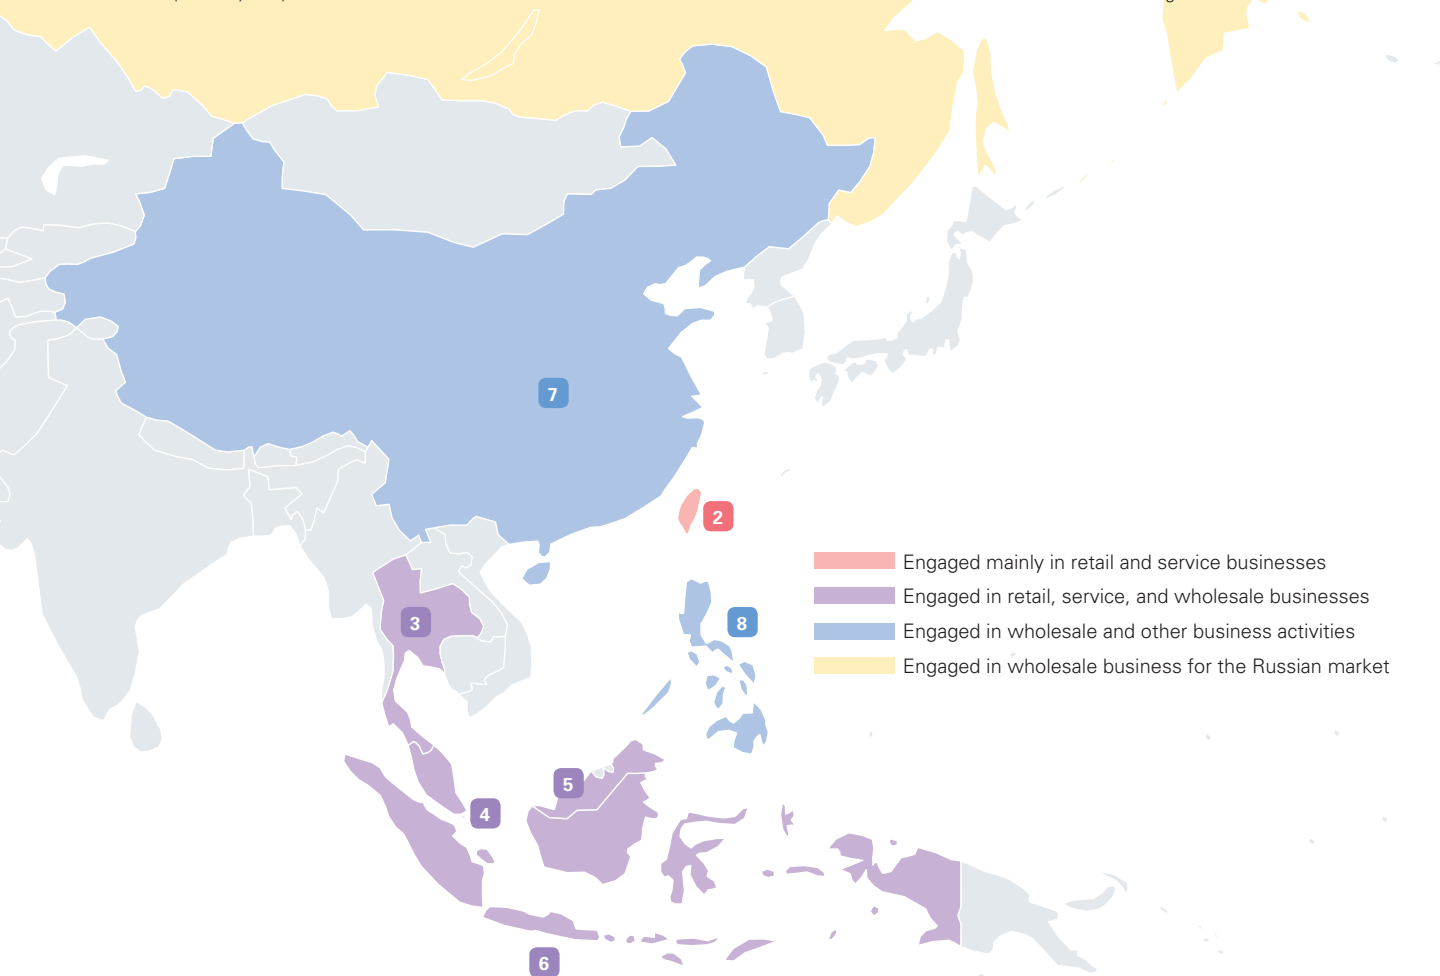 7
2
Engaged mainly in retail and service businesses
Engaged in retail, service, and wholesale businesses
3
8
Engaged in wholesale and other business activities
Engaged in wholesale business for the Russian market
5
4
6